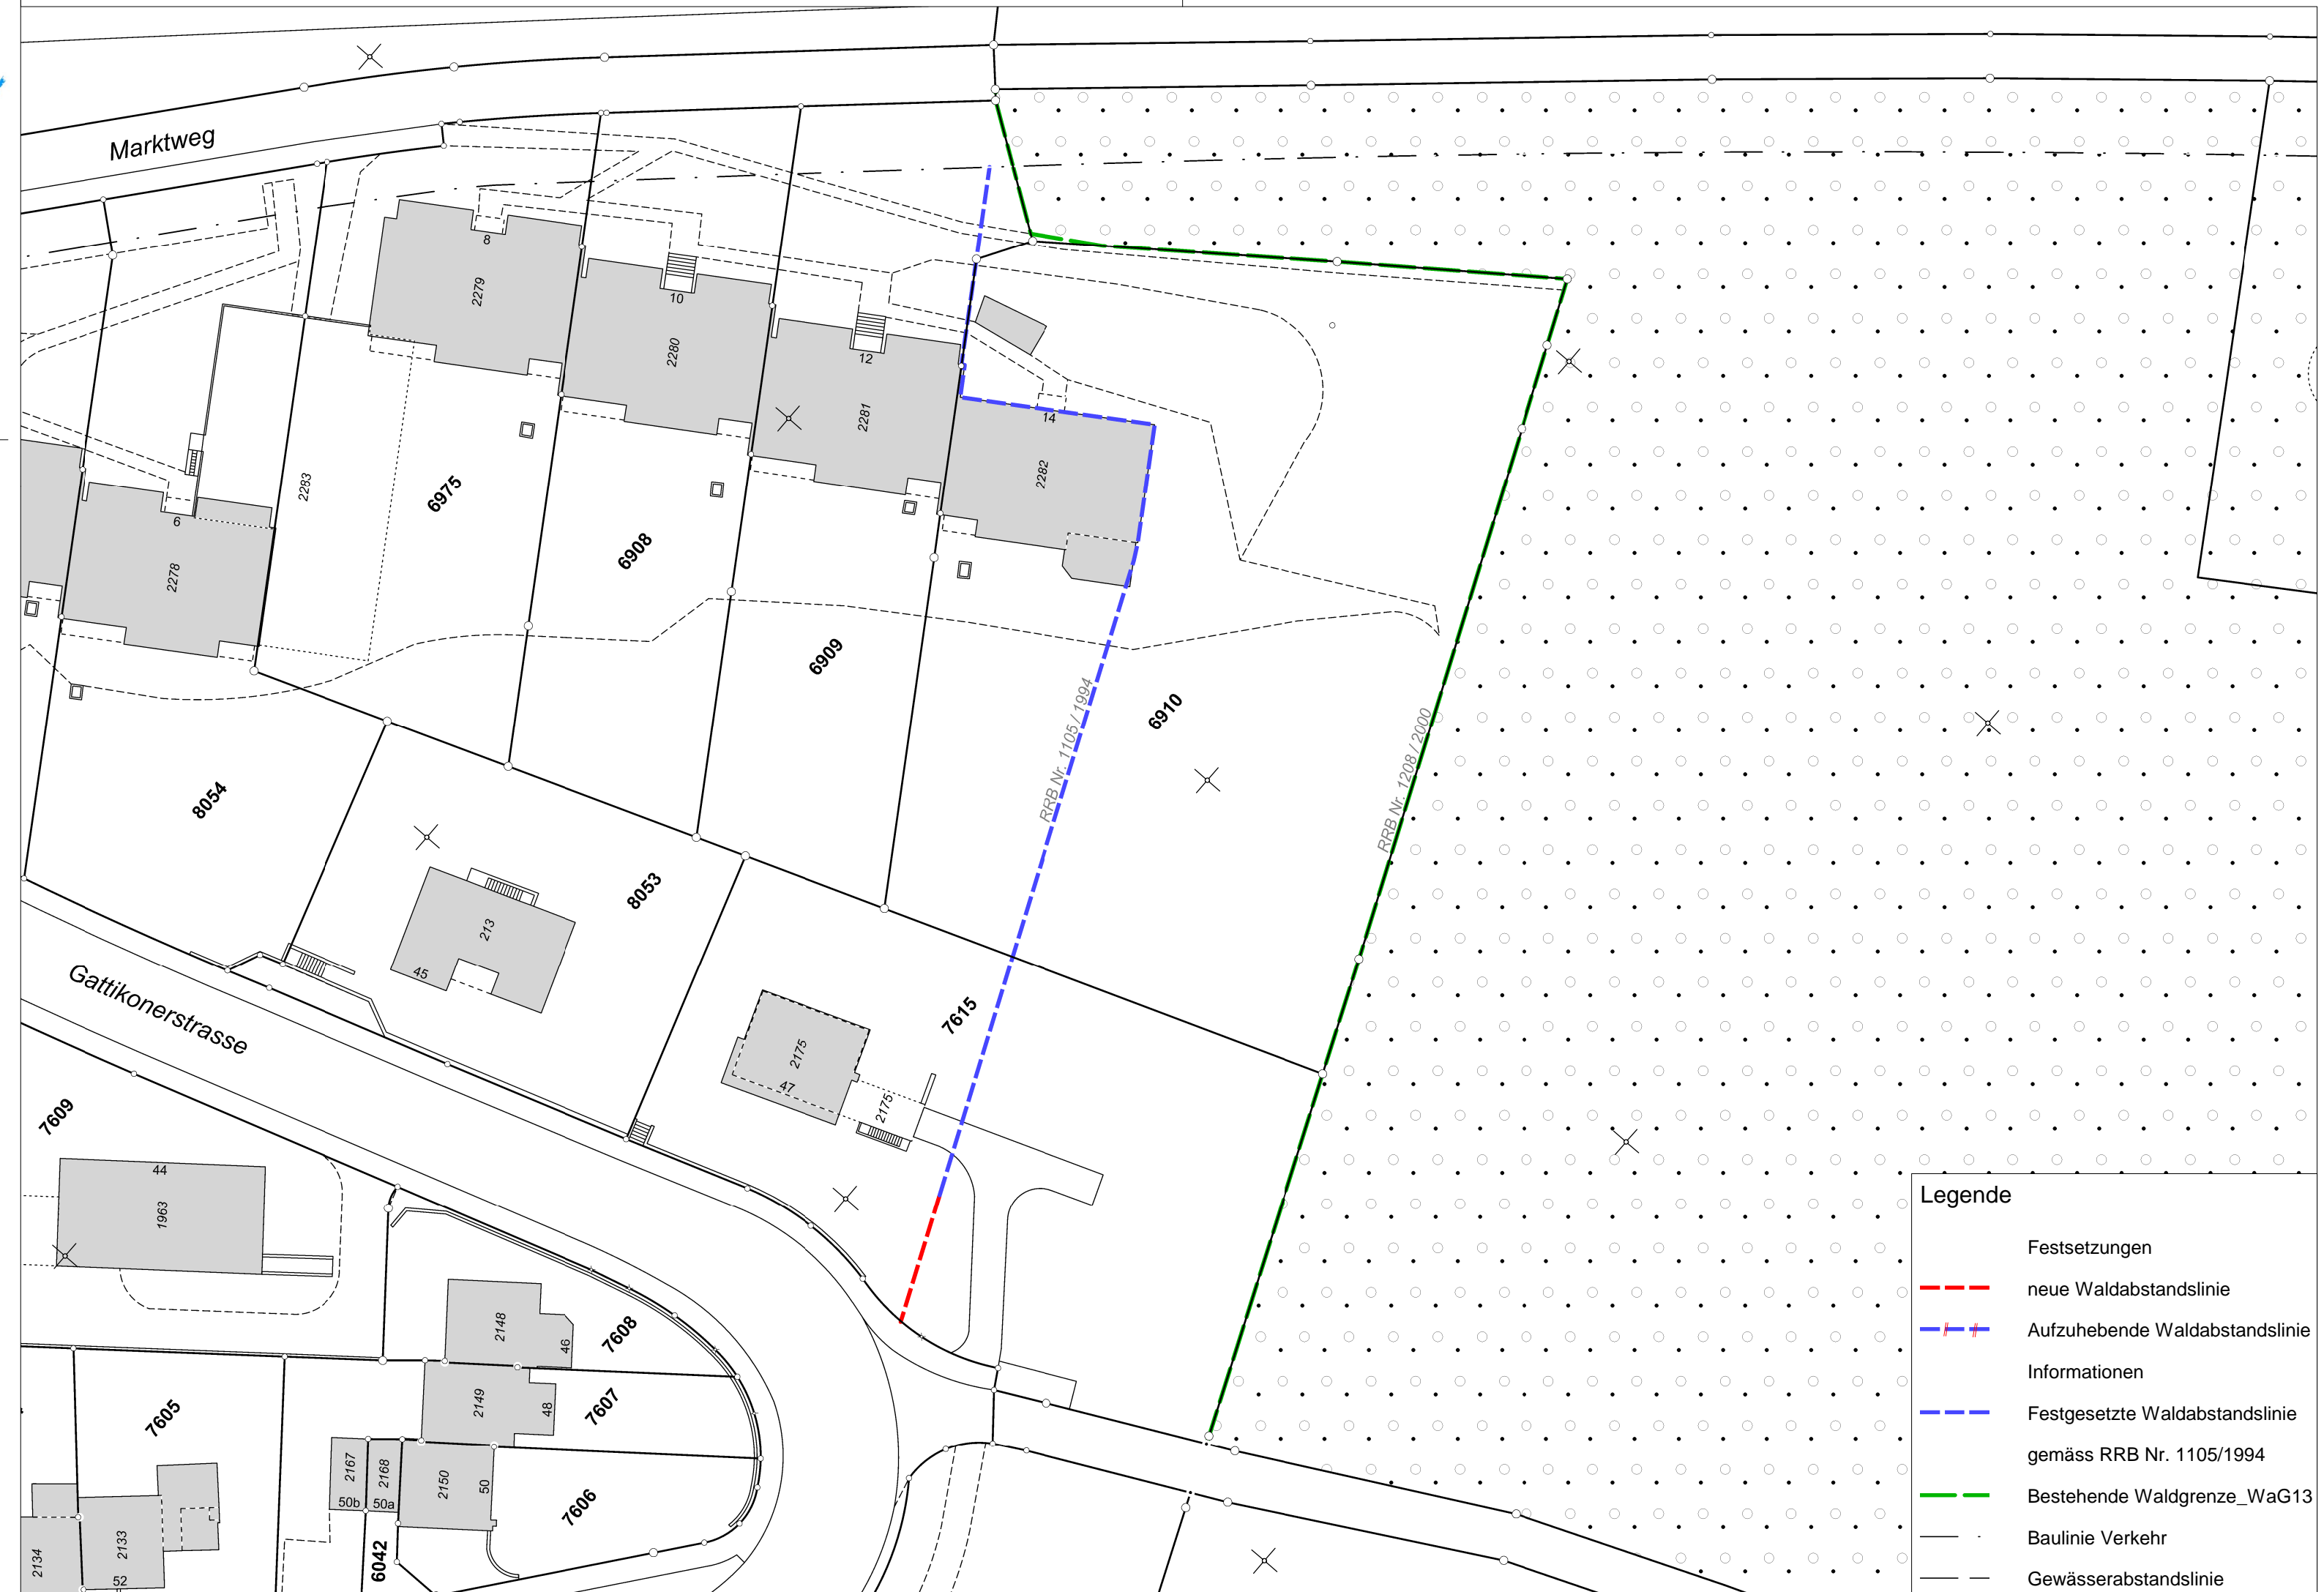 Marktweg
8
2279
10
2280
12
2281
14
2282
2283
6975
6
2278
6908
6909
6910
RRB Nr. 1105 / 1994
RRB Nr. 1208 / 2000
8054
8053
213
45
7615
2175
47
2175
Gattikonerstrasse
7609
44
1963
2148
46
7608
2149
48
7607
7605
2167
2168
2150
50
50b
50a
7606
6042
2134
2133
52
Legende
Festsetzungen
neue Waldabstandslinie
Aufzuhebende Waldabstandslinie
Informationen
Festgesetzte Waldabstandslinie
gemäss RRB Nr. 1105/1994
Bestehende Waldgrenze_WaG13
Baulinie Verkehr
Gewässerabstandslinie